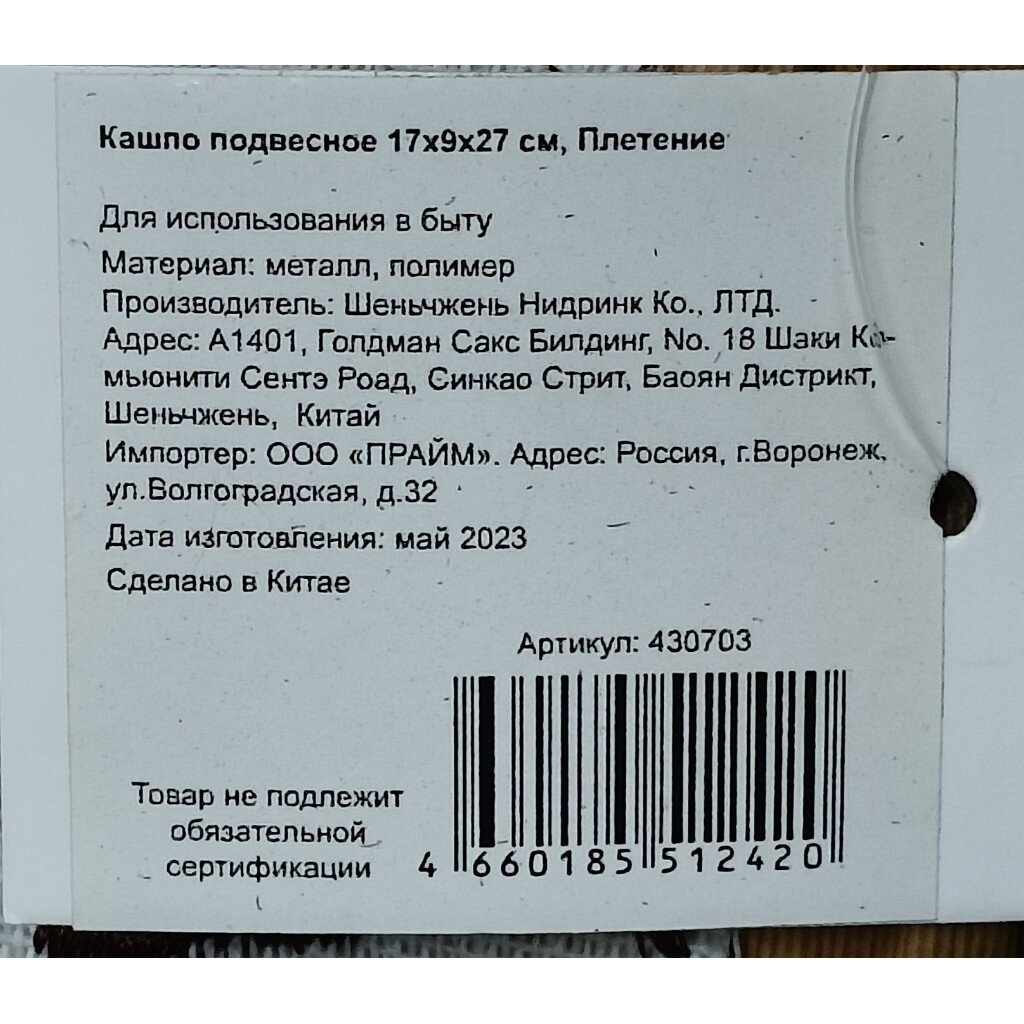 Кашпо подвесное 17х9х27 см, Плетение
Для использования в быту
Материал: металл, полимер
Производитель: Шеньчжень Нидринк Ко., ЛТД.
Адрес: А1401, Голдман Сакс Билдинг, No. 18 Шаки Ко-
мьюнити Сентэ Роад, Синкао Стрит, Баоян Дистрикт,
Шеньчжень, Китай
Импортер: ООО «ПРАЙМ». Адрес: Россия, г.Воронеж,
ул.Волгоградская, д.32
Дата изготовления: май 2023
Сделано в Китае
Артикул: 430703
Товар не подлежит
обязательной
сертификации
4 660185 512420